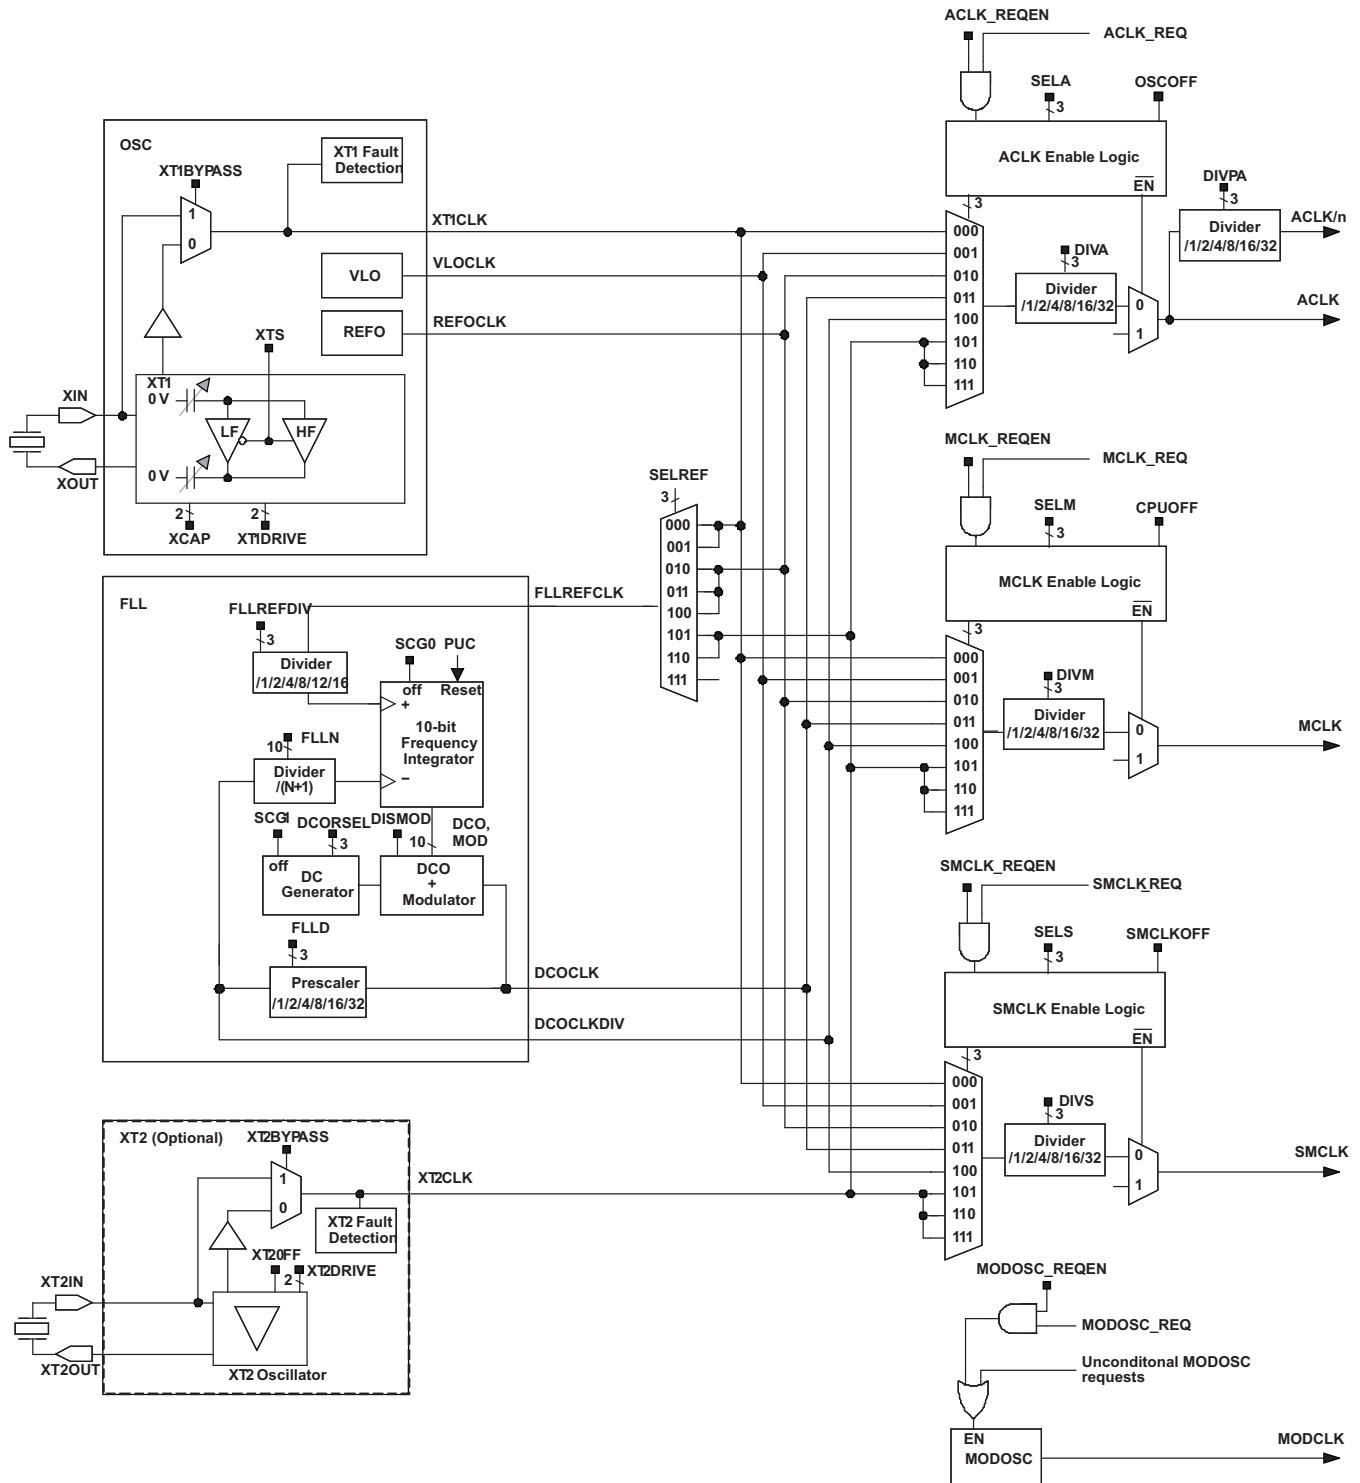 ACLK_REQEN
ACLK_REQ
SELA
3
OSCOFF
ACLK Enable Logic
EN
3
000
001
010
011
100
101
110
111
DIVA
3
Divider
/1/2/4/8/16/32
0
1
DIVPA
3
Divider
/1/2/4/8/16/32
ACLK/n
ACLK
OSC
XT1 Fault
Detection
XT1BYPASS
1
0
XT1CLK
VLO
VLOCLK
REFO
REFOCLK
XTS
XT1
0 V
LF
HF
0 V
XIN
XOUT
2
XCAP
2
XT1DRIVE
SELREF
3
000
001
010
011
100
101
110
111
MCLK_REQEN
MCLK_REQ
SELM
3
CPUOFF
MCLK Enable Logic
EN
3
000
001
010
011
100
101
110
111
DIVM
3
Divider
/1/2/4/8/16/32
0
1
MCLK
FLL
FLLREFCLK
FLLREFDIV
3
Divider
/1/2/4/8/12/16
SCG0
PUC
off
Reset
+
10-bit
Frequency
Integrator
−
FLLN
10
Divider
/(N+1)
SCG1
DCORSEL
3
DISMOD
10
DCO,
MOD
off
DC
Generator
DCO
+
Modulator
FLLD
3
Prescaler
/1/2/4/8/16/32
DCOCLK
DCOCLKDIV
SMCLK_REQEN
SMCLK_REQ
SELS
3
SMCLKOFF
SMCLK Enable Logic
EN
3
000
001
010
011
100
101
110
111
DIVS
3
Divider
/1/2/4/8/16/32
0
1
SMCLK
XT2 (Optional)
XT2BYPASS
1
0
XT2CLK
XT2 Fault
Detection
XT2OFF
2
XT2DRIVE
XT2IN
XT2OUT
XT2 Oscillator
MODOSC_REQEN
MODOSC_REQ
Unconditonal MODOSC
requests
EN
MODOSC
MODCLK